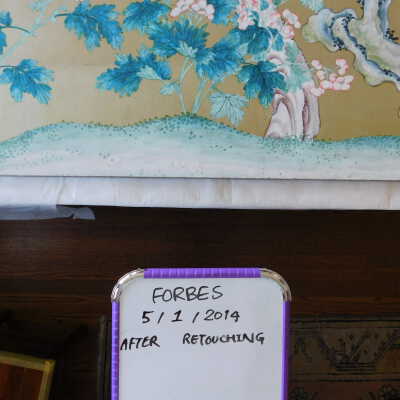 FORBES
5/1/2014
AFTER RETOUCHING